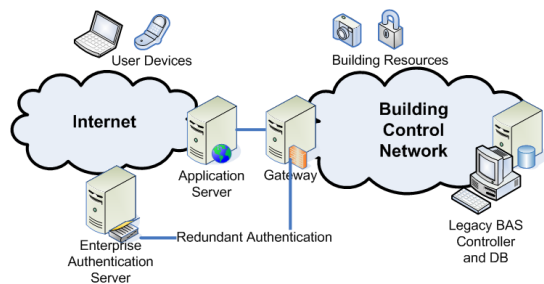 User Devices
Building Resources
Internet
Building
Control
Network
Application
Server
Gateway
Legacy BAS
Controller
and DB
Redundant Authentication
Enterprise
Authentication
Server